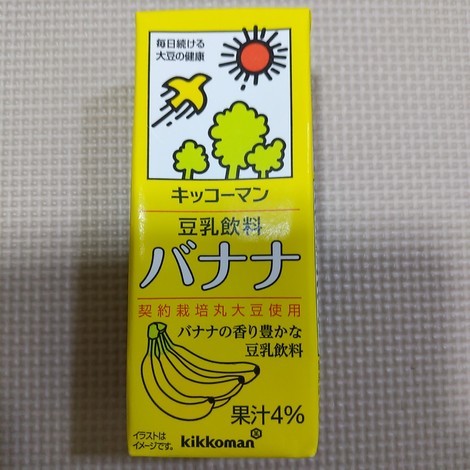 毎日続ける
大豆の健康
キッコーマン
豆乳飲料
バナナ
契約栽培丸大豆使用
バナナの香り豊かな
豆乳飲料
果汁4%
イラストは
イメージです。
kikkoman